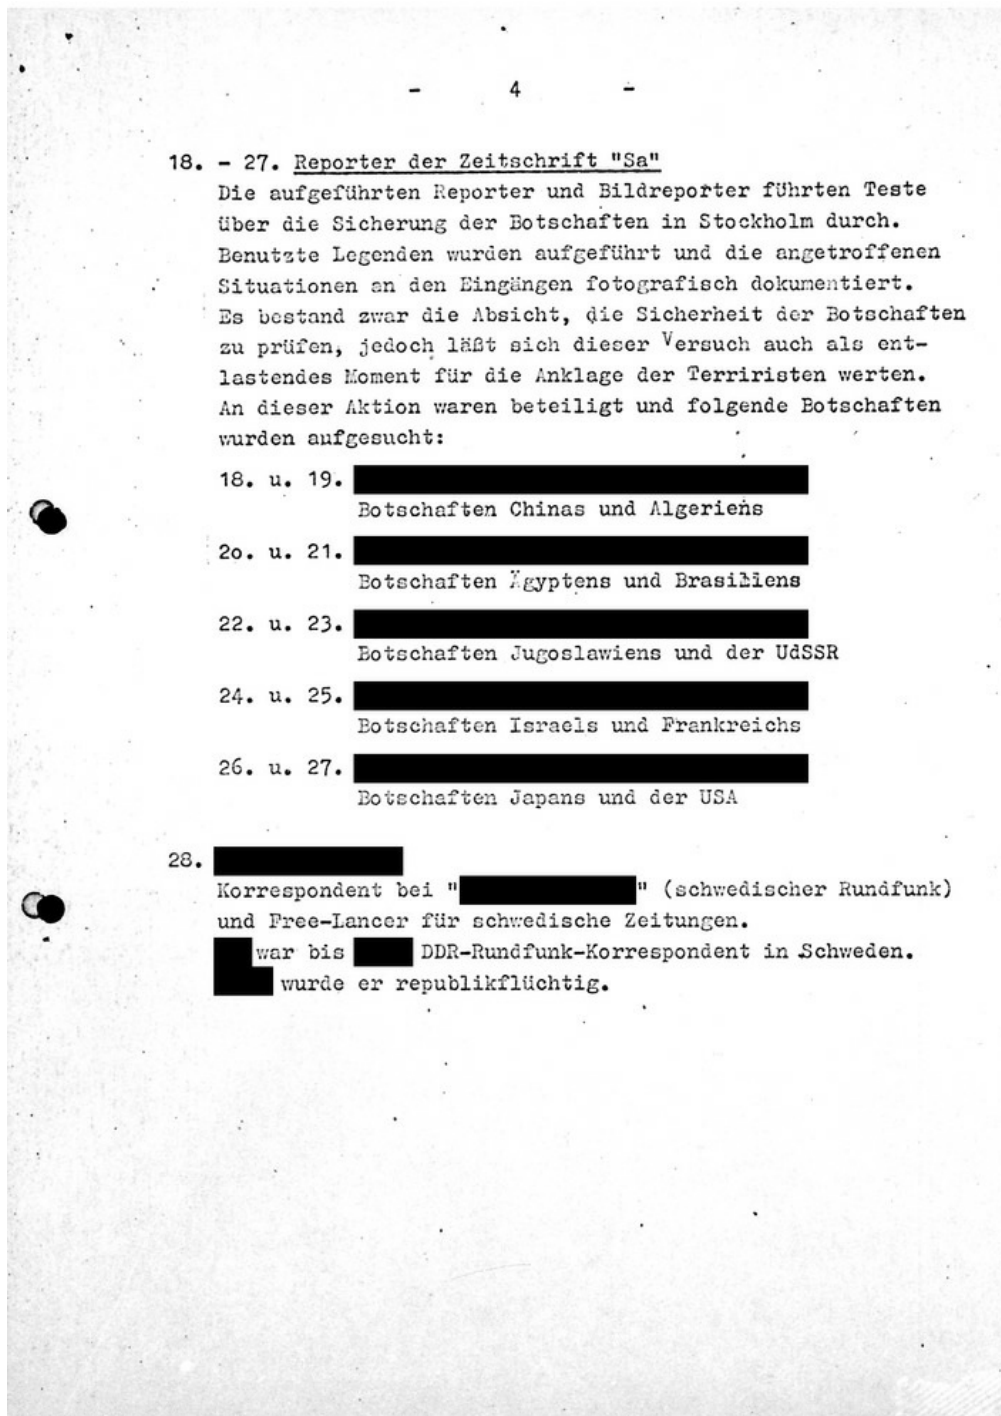 - 4 -
18. - 27. Reporter der Zeitschrift "Sa"
Die aufgeführten Reporter und Bildreporter führten Teste
über die Sicherung der Botschaften in Stockholm durch.
Benutzte Legenden wurden aufgeführt und die angetroffenen
Situationen an den Eingängen fotografisch dokumentiert.
Es bestand zwar die Absicht, die Sicherheit der Botschaften
zu prüfen, jedoch läßt sich dieser Versuch auch als ent-
lastendes Moment für die Anklage der Terriristen werten.
An dieser Aktion waren beteiligt und folgende Botschaften
wurden aufgesucht:
18. u. 19.
Botschaften Chinas und Algeriens
2o. u. 21.
Botschaften Ägyptens und Brasiliens
22. u. 23.
Botschaften Jugoslawiens und der UdSSR
24. u. 25.
Botschaften Israels und Frankreichs
26. u. 27.
Botschaften Japans und der USA
28.
Korrespondent bei " " (schwedischer Rundfunk)
und Free-Lancer für schwedische Zeitungen.
war bis DDR-Rundfunk-Korrespondent in Schweden.
wurde er republikflüchtig.